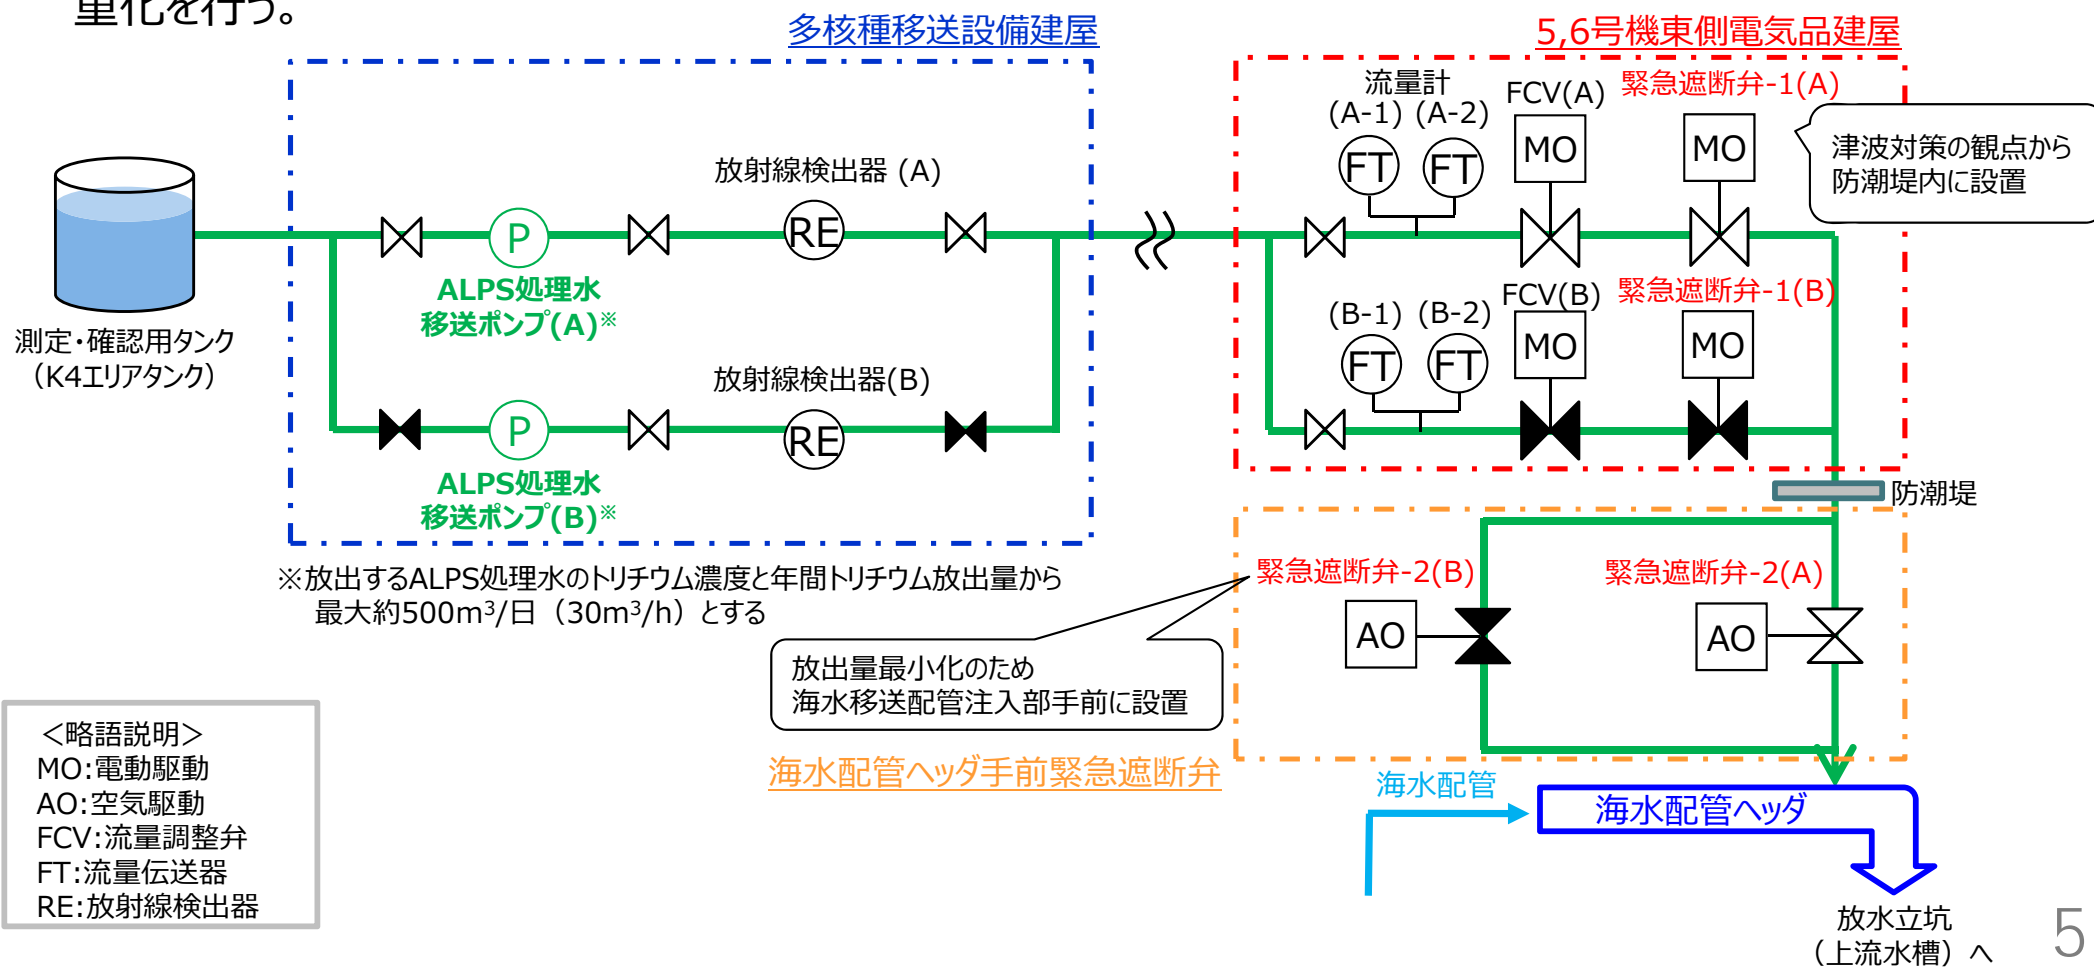 量化を行う。
多核種移送設備建屋
5,6号機東側電気品建屋
流量計
(A-1) (A-2)
FCV(A)
緊急遮断弁-1(A)
FT
FT
MO
MO
津波対策の観点から
防潮堤内に設置
放射線検出器 (A)
P
RE
ALPS処理水
移送ポンプ(A)※
測定・確認用タンク
（K4エリアタンク）
(B-1) (B-2)
FCV(B)
緊急遮断弁-1(B)
FT
FT
MO
MO
放射線検出器(B)
P
RE
ALPS処理水
移送ポンプ(B)※
防潮堤
※放出するALPS処理水のトリチウム濃度と年間トリチウム放出量から
最大約500m³/日（30m³/h）とする
緊急遮断弁-2(B)
緊急遮断弁-2(A)
AO
AO
放出量最小化のため
海水移送配管注入部手前に設置
海水配管ヘッダ手前緊急遮断弁
海水配管
海水配管ヘッダ
＜略語説明＞
MO:電動駆動
AO:空気駆動
FCV:流量調整弁
FT:流量伝送器
RE:放射線検出器
放水立坑
（上流水槽）へ
5